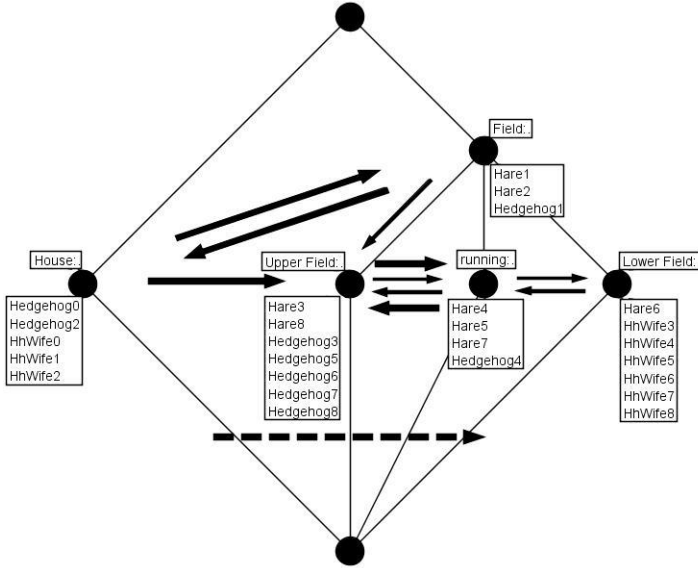 Field:.
Hare1
Hare2
Hedgehog1
House:.
Hedgehog0
Hedgehog2
HhWife0
HhWife1
HhWife2
Upper Field:.
Hare3
Hare8
Hedgehog3
Hedgehog5
Hedgehog6
Hedgehog7
Hedgehog8
running:.
Hare4
Hare5
Hare7
Hedgehog4
Lower Field:.
Hare6
HhWife3
HhWife4
HhWife5
HhWife6
HhWife7
HhWife8